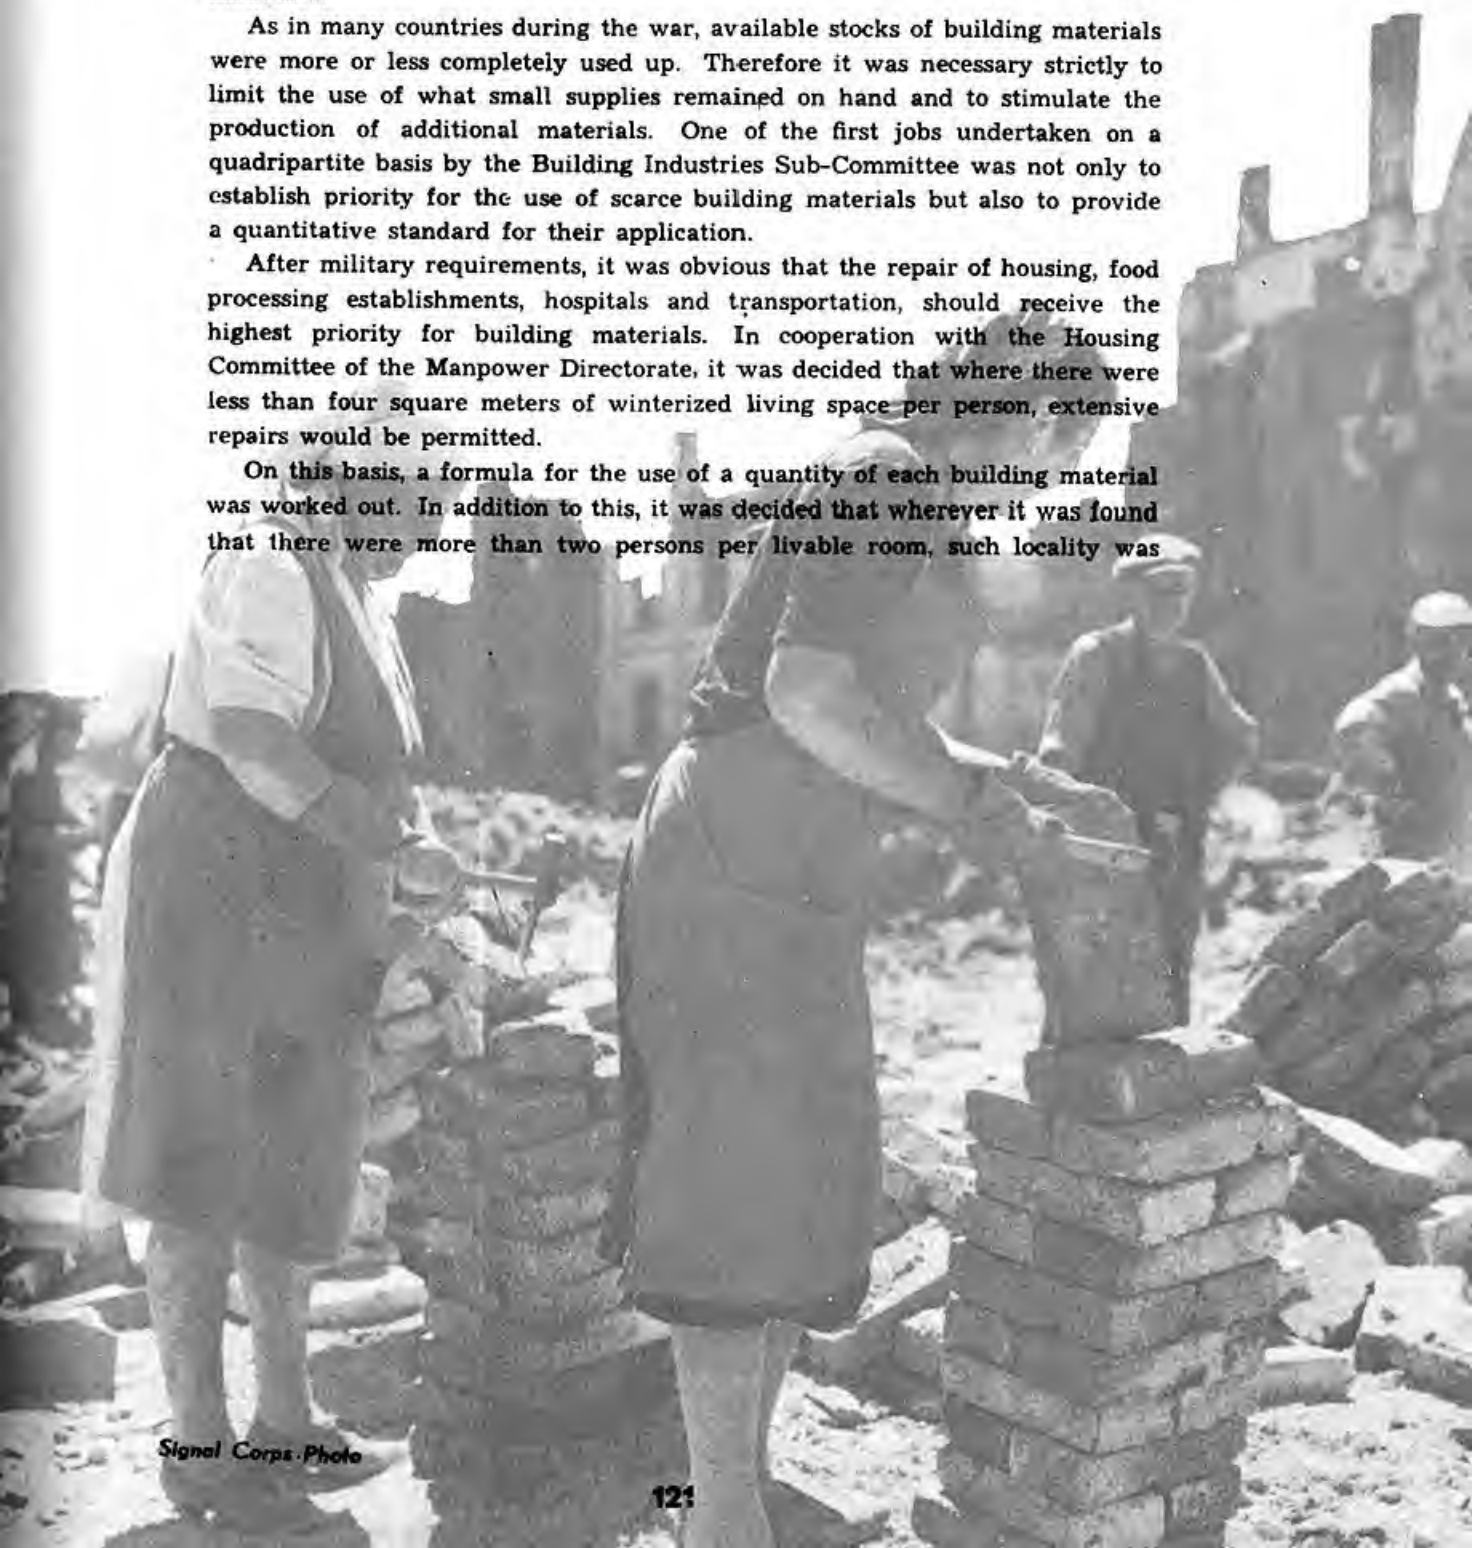 As in many countries during the war, available stocks of building materials
were more or less completely used up. Therefore it was necessary strictly to
limit the use of what small supplies remained on hand and to stimulate the
production of additional materials. One of the first jobs undertaken on a
quadripartite basis by the Building Industries Sub-Committee was not only to
establish priority for the use of scarce building materials but also to provide
a quantitative standard for their application.
After military requirements, it was obvious that the repair of housing, food
processing establishments, hospitals and transportation, should receive the
highest priority for building materials. In cooperation with the Housing
Committee of the Manpower Directorate, it was decided that where there were
less than four square meters of winterized living space per person, extensive
repairs would be permitted.
On this basis, a formula for the use of a quantity of each building material
was worked out. In addition to this, it was decided that wherever it was found
that there were more than two persons per livable room, such locality was
Signal Corps Photo
121